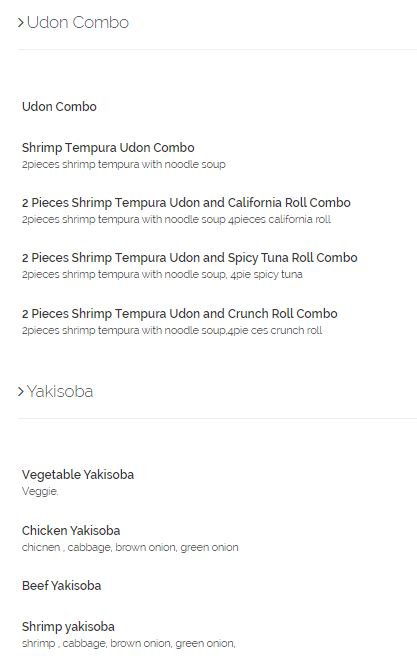 Udon Combo
Udon Combo
Shrimp Tempura Udon Combo
2pieces shrimp tempura with noodle soup
2 Pieces Shrimp Tempura Udon and California Roll Combo
2pieces shrimp tempura with noodle soup 4pieces california roll
2 Pieces Shrimp Tempura Udon and Spicy Tuna Roll Combo
2pieces shrimp tempura with noodle soup, 4pie spicy tuna
2 Pieces Shrimp Tempura Udon and Crunch Roll Combo
2pieces shrimp tempura with noodle soup,4pie ces crunch roll
Yakisoba
Vegetable Yakisoba
Veggie.
Chicken Yakisoba
chicnen , cabbage, brown onion, green onion
Beef Yakisoba
Shrimp yakisoba
shrimp , cabbage, brown onion, green onion,